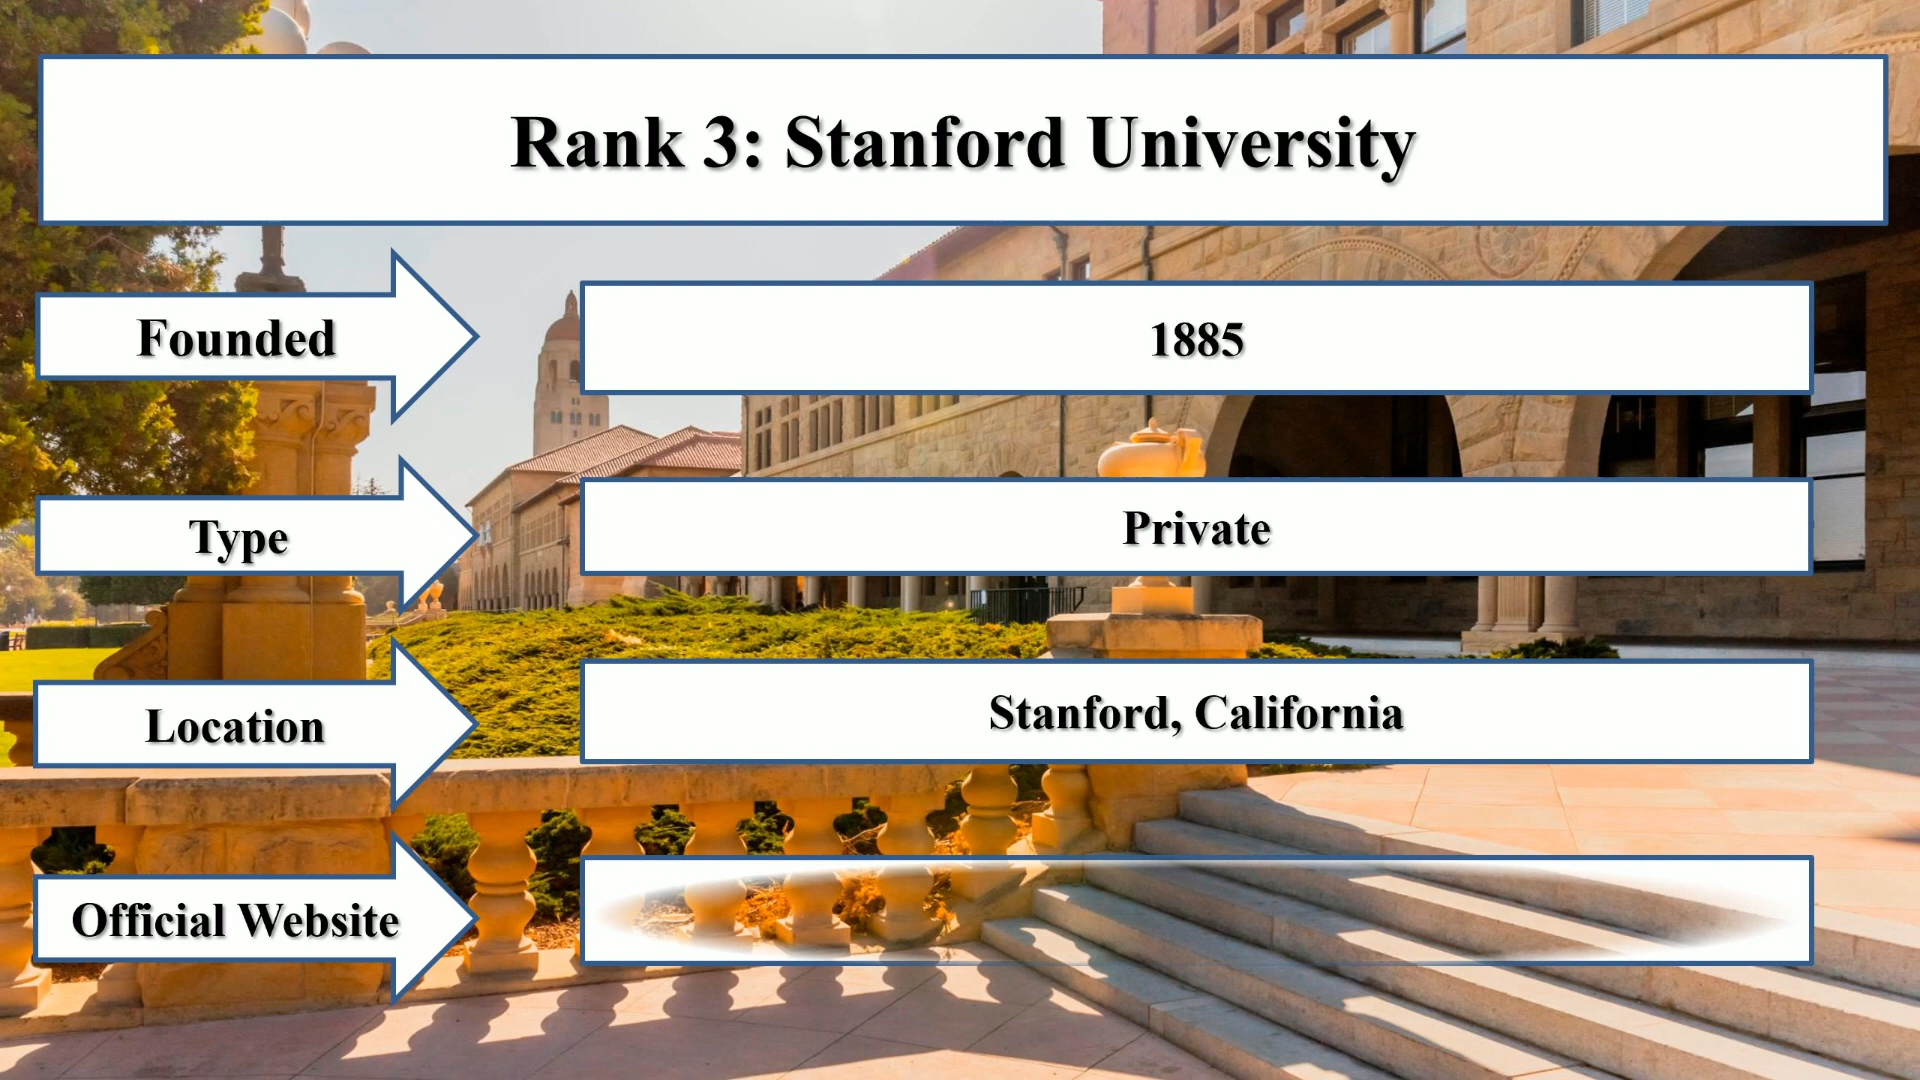 Rank 3: Stanford University
Founded
1885
Type
Private
Location
Stanford, California
Official Website